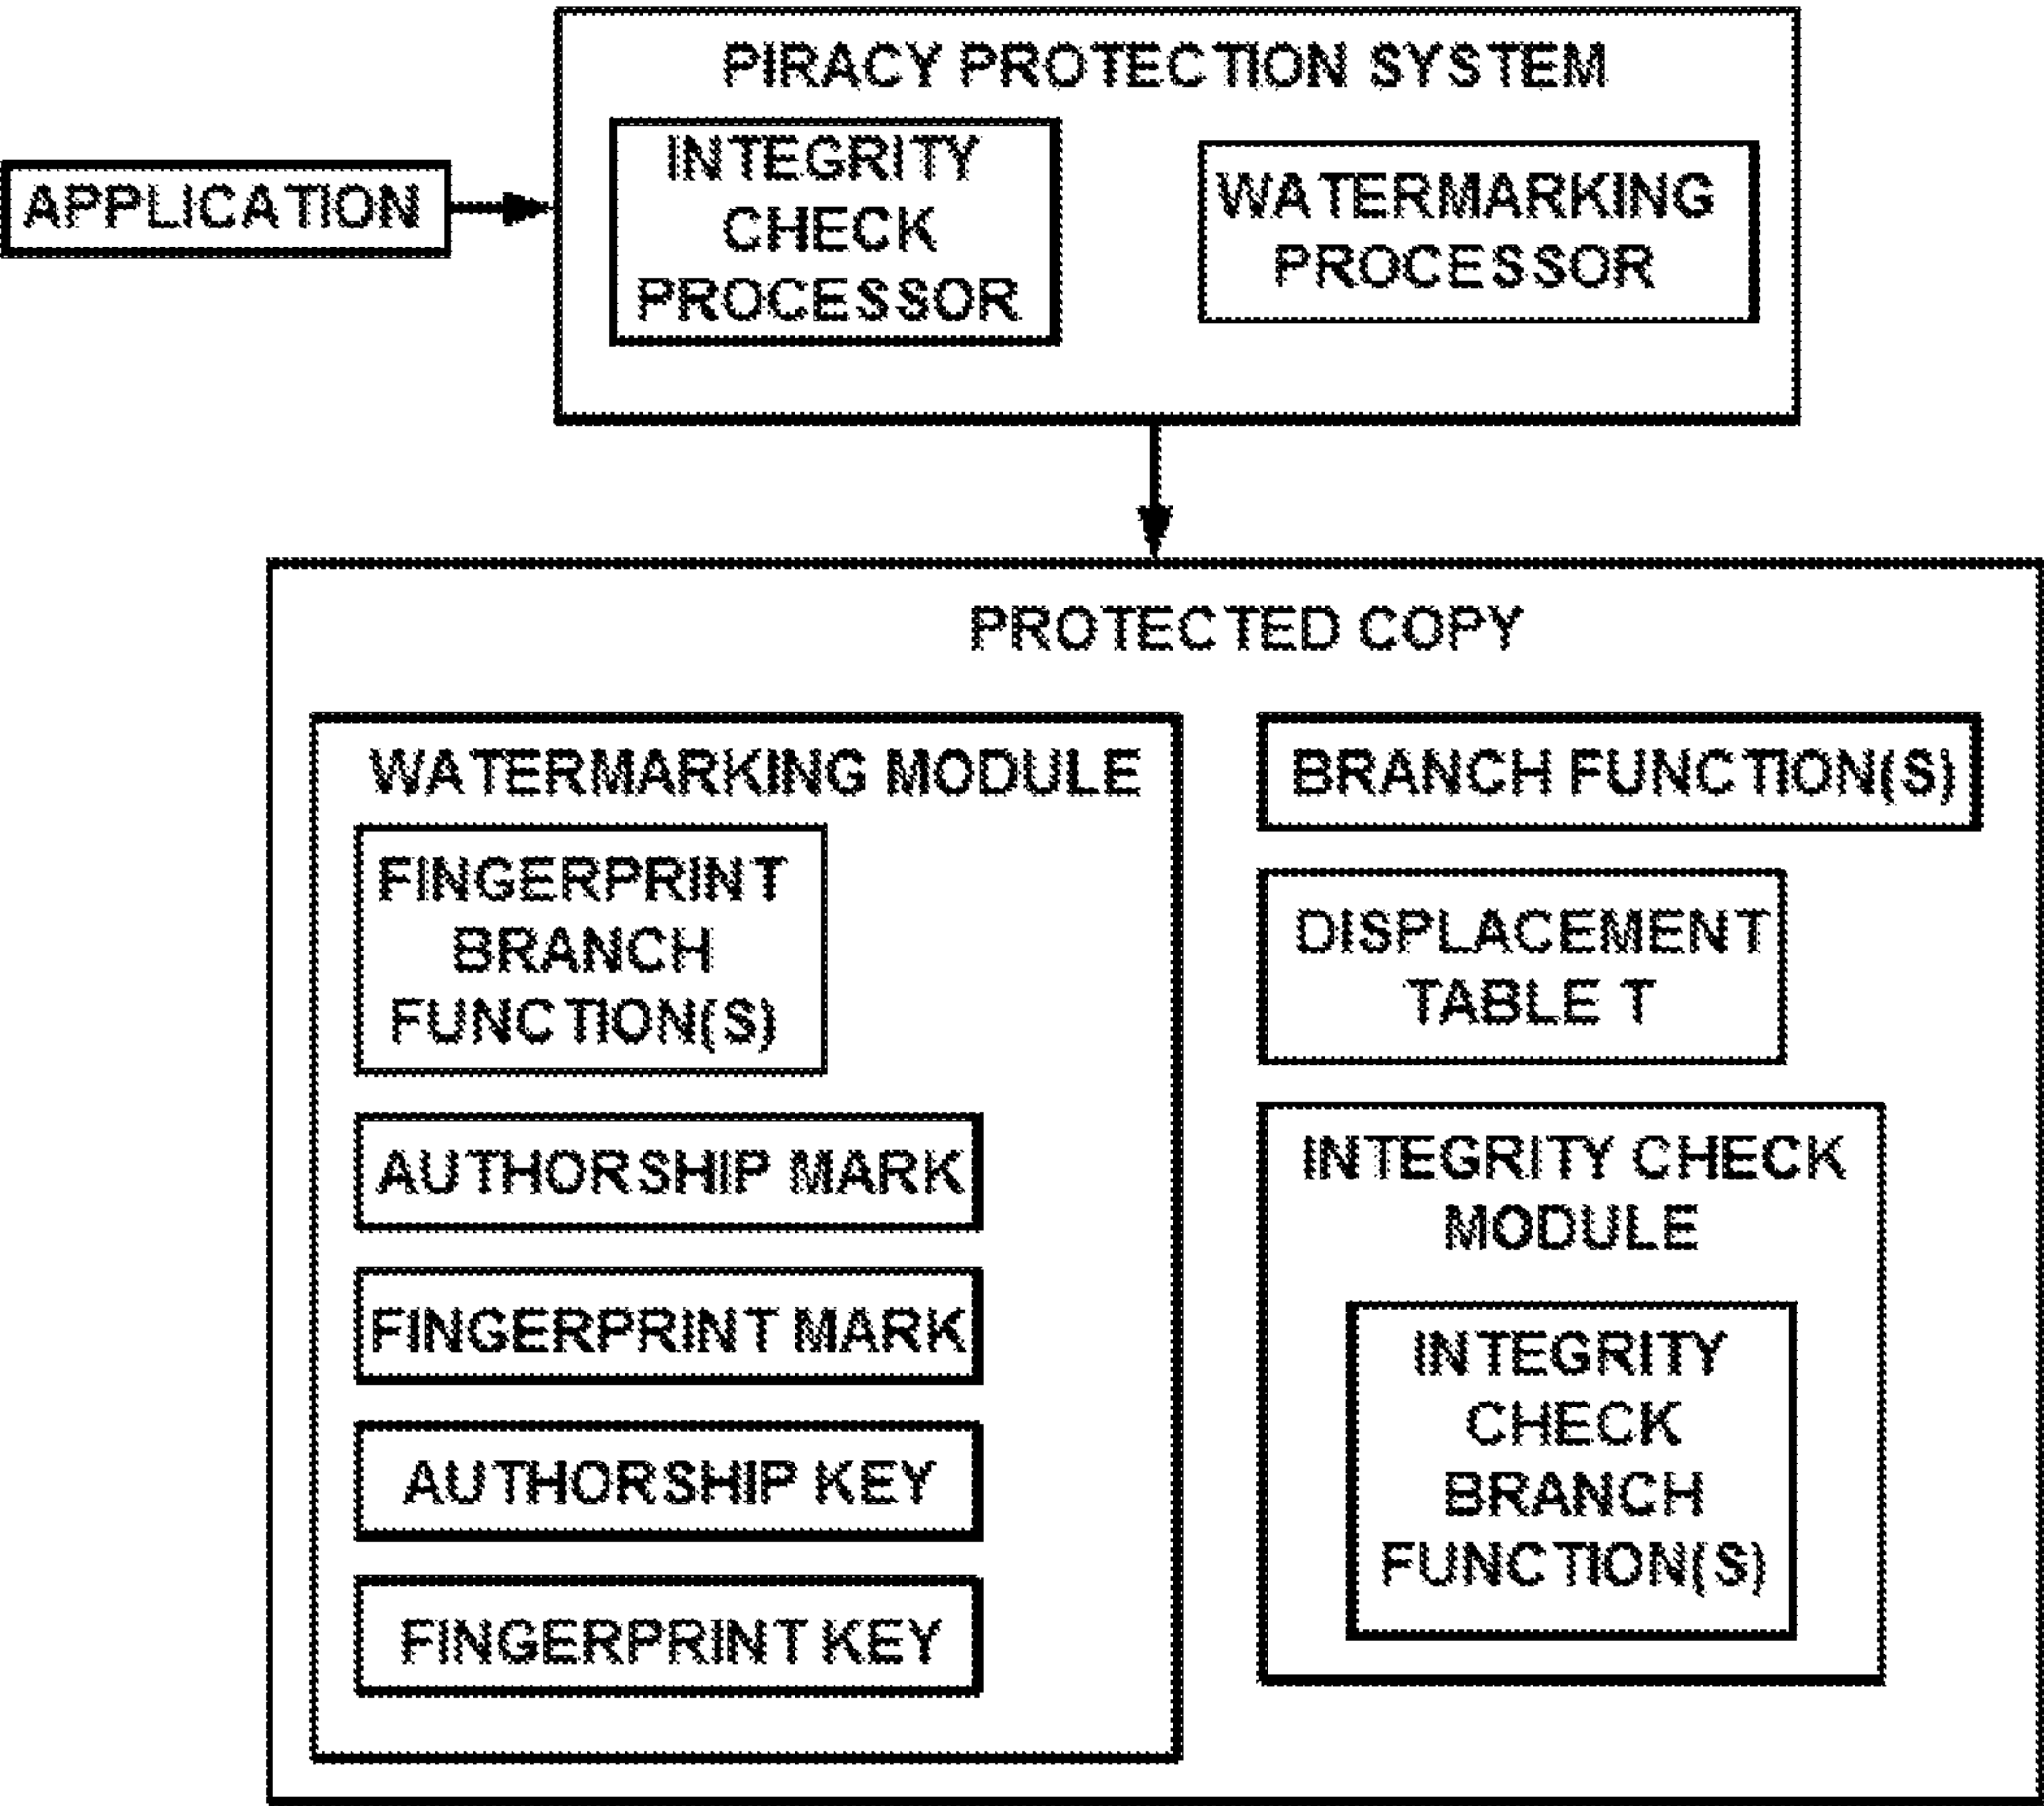 PIRACY PROTECTION SYSTEM
APPLICATION
INTEGRITY
CHECK
PROCESSOR
WATERMARKING
PROCESSOR
PROTECTED COPY
WATERMARKING MODULE
FINGERPRINT
BRANCH
FUNCTION(S)
AUTHORSHIP MARK
FINGERPRINT MARK
AUTHORSHIP KEY
FINGERPRINT KEY
BRANCH FUNCTION(S)
DISPLACEMENT
TABLE T
INTEGRITY CHECK
MODULE
INTEGRITY
CHECK
BRANCH
FUNCTION(S)